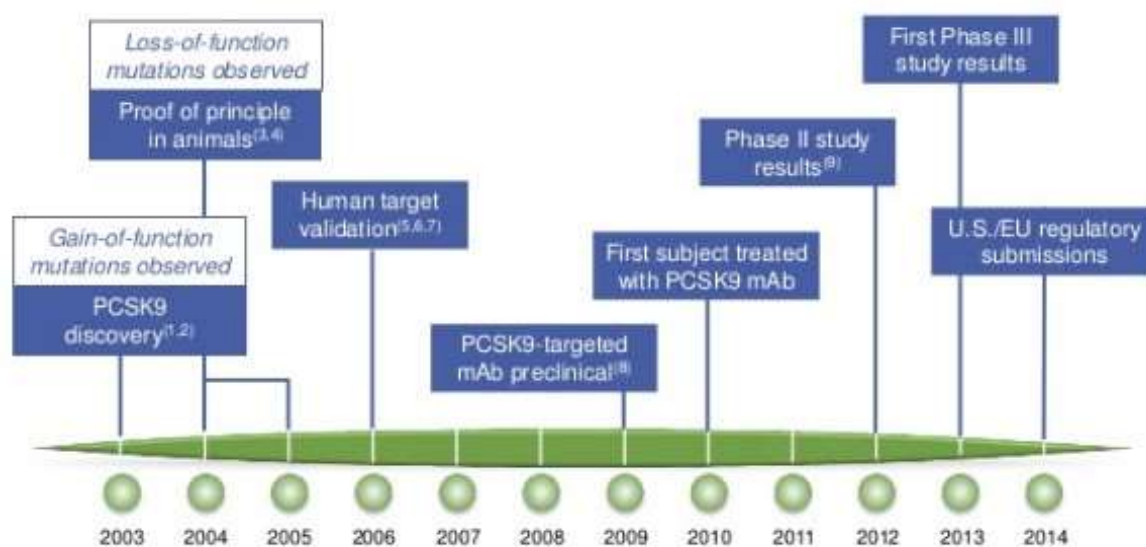 Loss-of-function
mutations observed
Proof of principle
in animals(3,4)
Gain-of-function
mutations observed
PCSK9
discovery(1,2)
Human target
validation(5,6,7)
PCSK9-targeted
mAb preclinical(8)
First subject treated
with PCSK9 mAb
Phase II study
results(9)
First Phase III
study results
U.S./EU regulatory
submissions
2003 2004 2005 2006 2007 2008 2009 2010 2011 2012 2013 2014